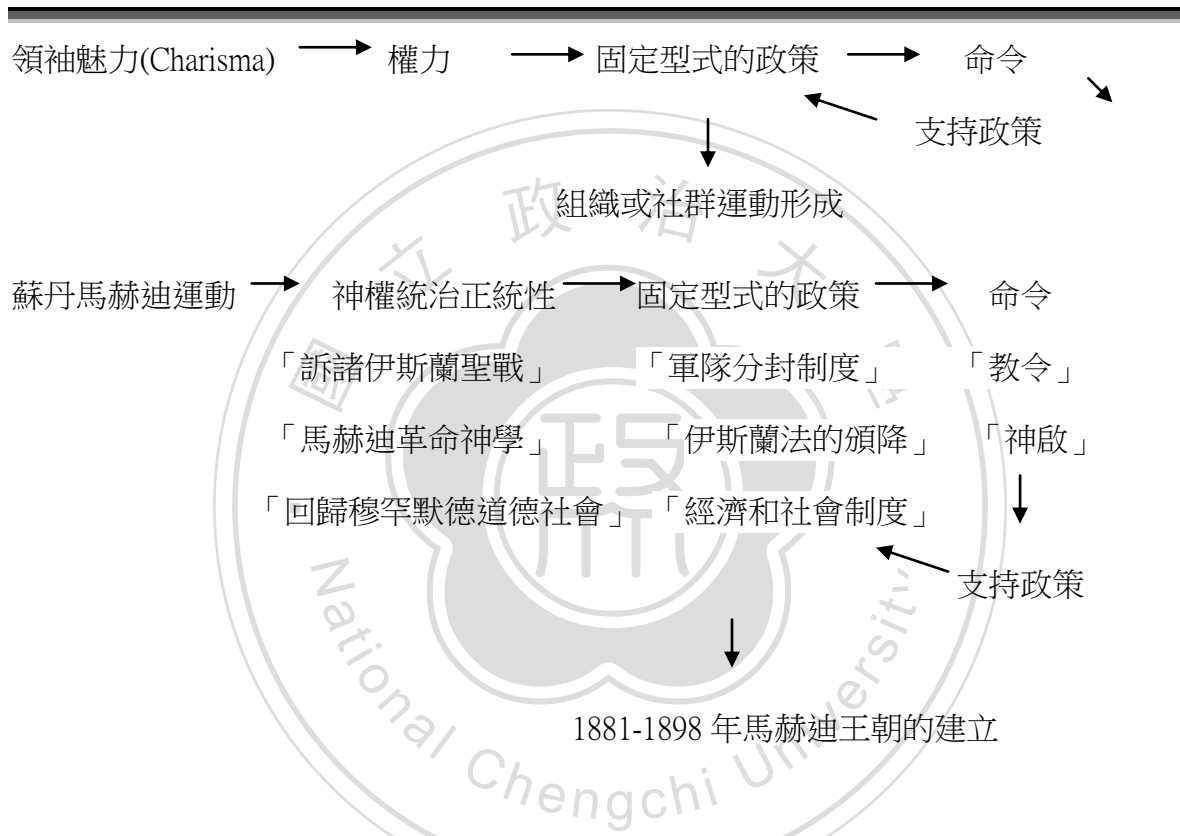 領袖魅力(Charisma) 權力 固定型式的政策 命令
支持政策
組織或社群運動形成
蘇丹馬赫迪運動 神權統治正統性 固定型式的政策 命令
「訴諸伊斯蘭聖戰」 「軍隊分封制度」 「教令」
「馬赫迪革命神學」 「伊斯蘭法的頒降」 「神啟」
「回歸穆罕默德道德社會」 「經濟和社會制度」
支持政策
1881-1898 年馬赫迪王朝的建立
國立政治大學
National Chengchi University